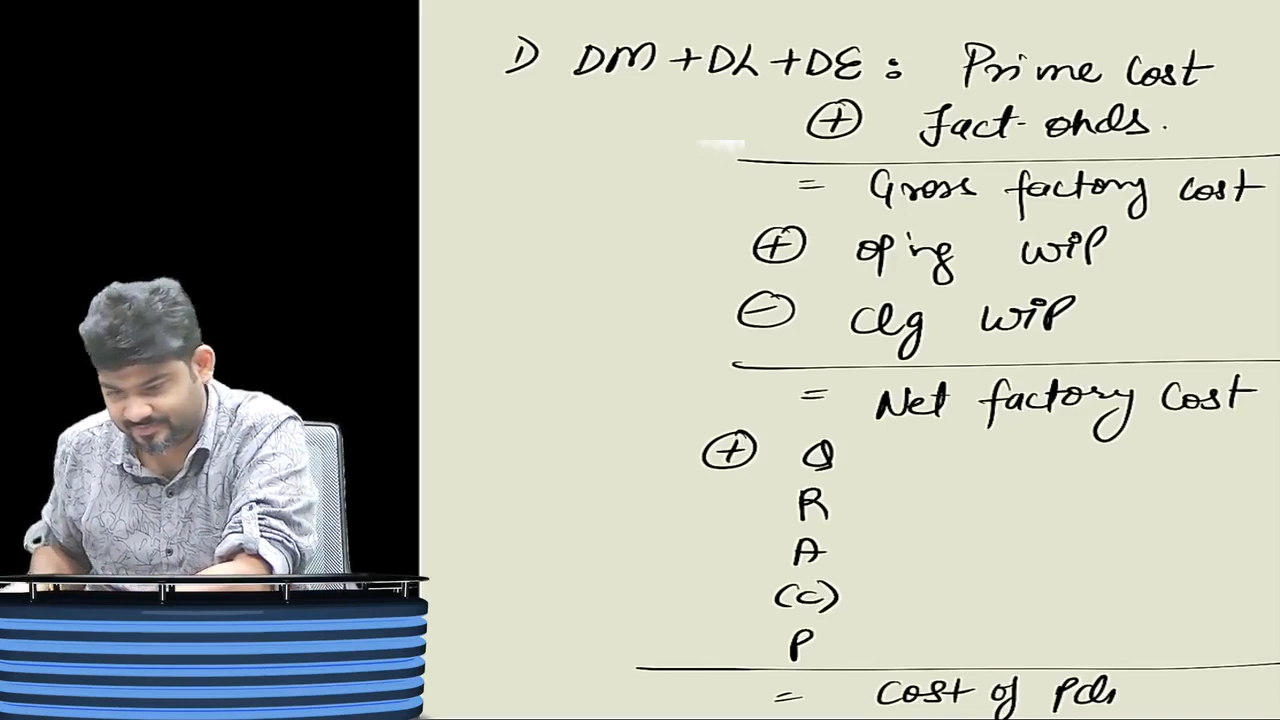 1) DM + DL + DE : Prime Cost
⊕ fact- ohds.
= Gross factory cost
⊕ op'ing WIP
⊖ Clg WIP
= Net factory Cost
⊕ Q
R
A
(C)
P
= Cost of Pdn